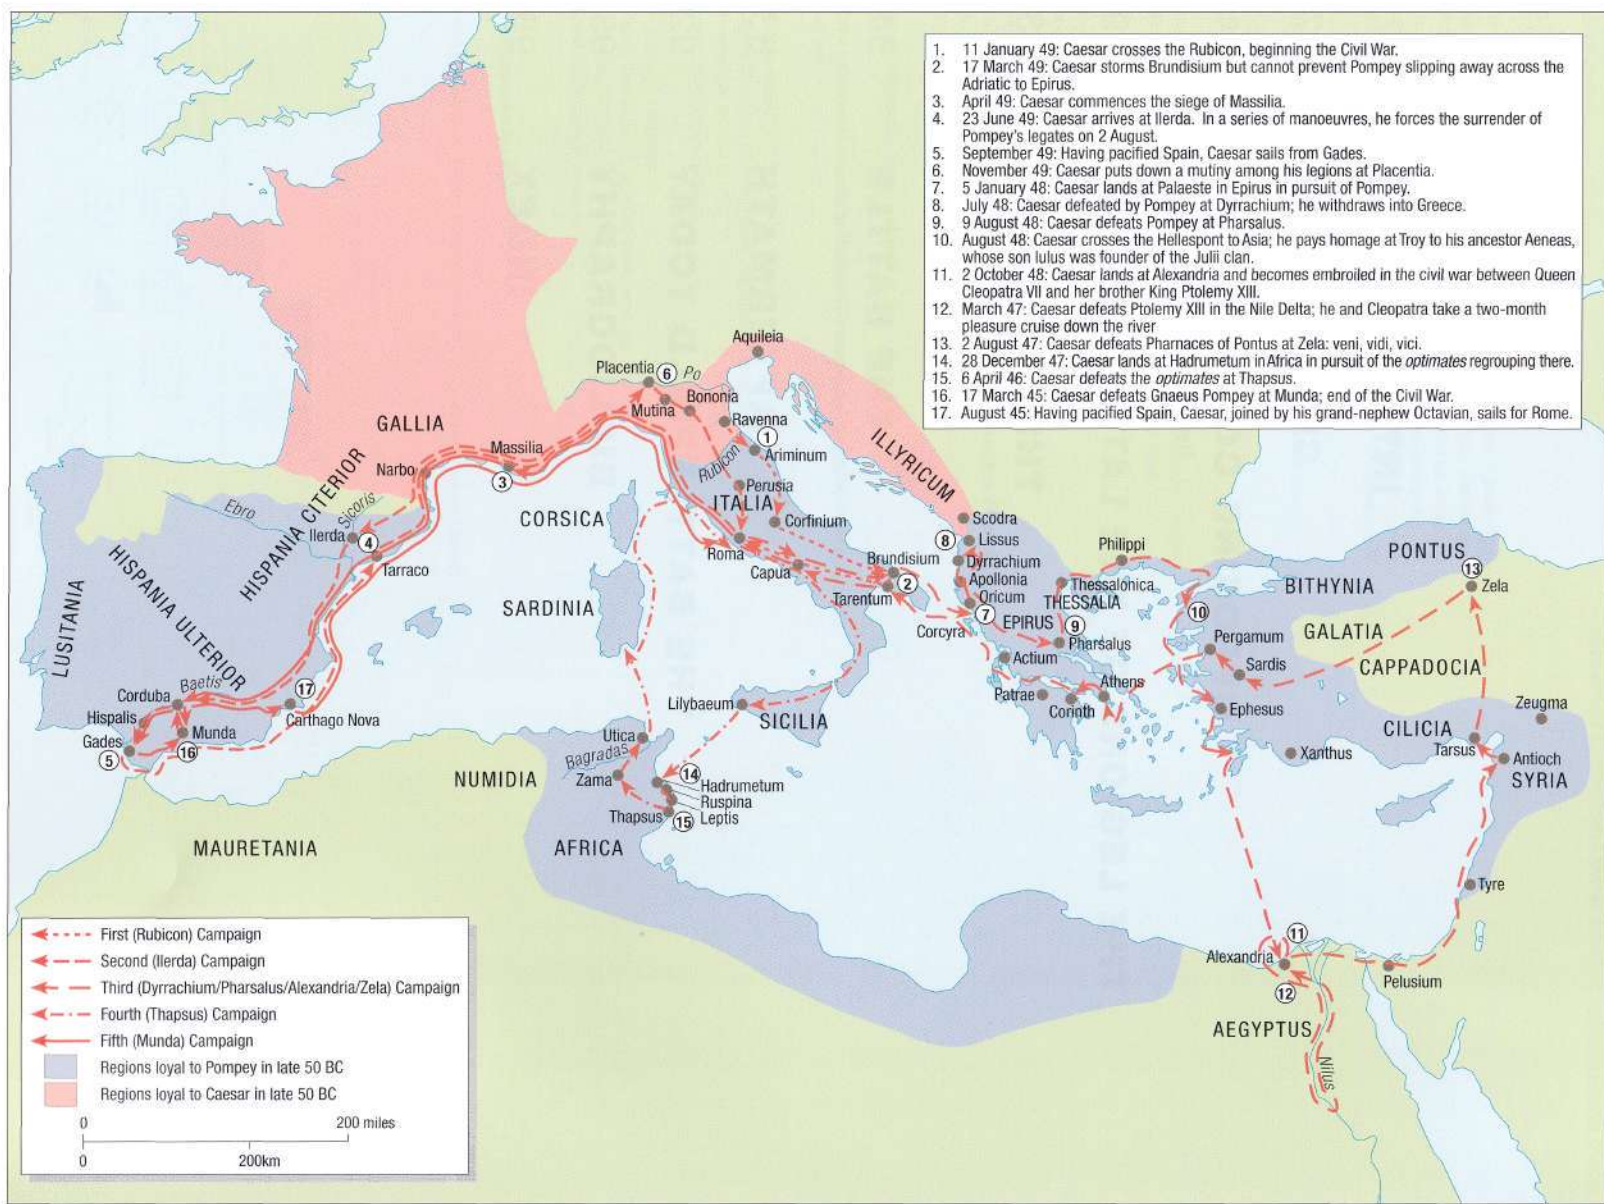 1. 11 January 49: Caesar crosses the Rubicon, beginning the Civil War.
2. 17 March 49: Caesar storms Brundisium but cannot prevent Pompey slipping away across the
Adriatic to Epirus.
3. April 49: Caesar commences the siege of Massilia.
4. 23 June 49: Caesar arrives at Ilerda. In a series of manoeuvres, he forces the surrender of
Pompey's legates on 2 August.
5. September 49: Having pacified Spain, Caesar sails from Gades.
6. November 49: Caesar puts down a mutiny among his legions at Placentia.
7. 5 January 48: Caesar lands at Palaeste in Epirus in pursuit of Pompey.
8. July 48: Caesar defeated by Pompey at Dyrrachium; he withdraws into Greece.
9. 9 August 48: Caesar defeats Pompey at Pharsalus.
10. August 48: Caesar crosses the Hellespont to Asia; he pays homage at Troy to his ancestor Aeneas,
whose son Iulus was founder of the Julii clan.
11. 2 October 48: Caesar lands at Alexandria and becomes embroiled in the civil war between Queen
Cleopatra VII and her brother King Ptolemy XIII.
12. March 47: Caesar defeats Ptolemy XIII in the Nile Delta; he and Cleopatra take a two-month
pleasure cruise down the river
13. 2 August 47: Caesar defeats Pharnaces of Pontus at Zela: veni, vidi, vici.
14. 28 December 47: Caesar lands at Hadrumetum in Africa in pursuit of the optimates regrouping there.
15. 6 April 46: Caesar defeats the optimates at Thapsus.
16. 17 March 45: Caesar defeats Gnaeus Pompey at Munda; end of the Civil War.
17. August 45: Having pacified Spain, Caesar, joined by his grand-nephew Octavian, sails for Rome.
Aquileia
Placentia 6 Po
Mutina
Bononia
Ravenna
1
Ariminum
Rubicon
GALLIA
Massilia
3
Narbo
ILLYRICUM
Perusia
ITALIA
Corfinium
Roma
Capua
CORSICA
SARDINIA
Ebro
Sicoris
HISPANIA CITERIOR
Ilerda
4
Tarraco
HISPANIA ULTERIOR
LUSITANIA
Baetis
Corduba
17
Carthago Nova
Hispalis
Munda
Gades
5
16
Scodra
8
Lissus
Dyrrachium
Apollonia
Oricum
7
EPIRUS
Brundisium
2
Tarentum
Corcyra
Philippi
Thessalonica
THESSALIA
9
Pharsalus
Actium
Patrae
Corinth
Athens
10
PONTUS
13
Zela
BITHYNIA
GALATIA
CAPPADOCIA
Pergamum
Sardis
Ephesus
Xanthus
CILICIA
Tarsus
Zeugma
Antioch
SYRIA
Tyre
Lilybaeum
SICILIA
Utica
Bagradas
Zama
NUMIDIA
14
Hadrumetum
Ruspina
Leptis
Thapsus
15
AFRICA
MAURETANIA
11
Alexandria
12
Pelusium
AEGYPTUS
Nilus
First (Rubicon) Campaign
Second (Ilerda) Campaign
Third (Dyrrachium/Pharsalus/Alexandria/Zela) Campaign
Fourth (Thapsus) Campaign
Fifth (Munda) Campaign
Regions loyal to Pompey in late 50 BC
Regions loyal to Caesar in late 50 BC
0 200 miles
0 200km